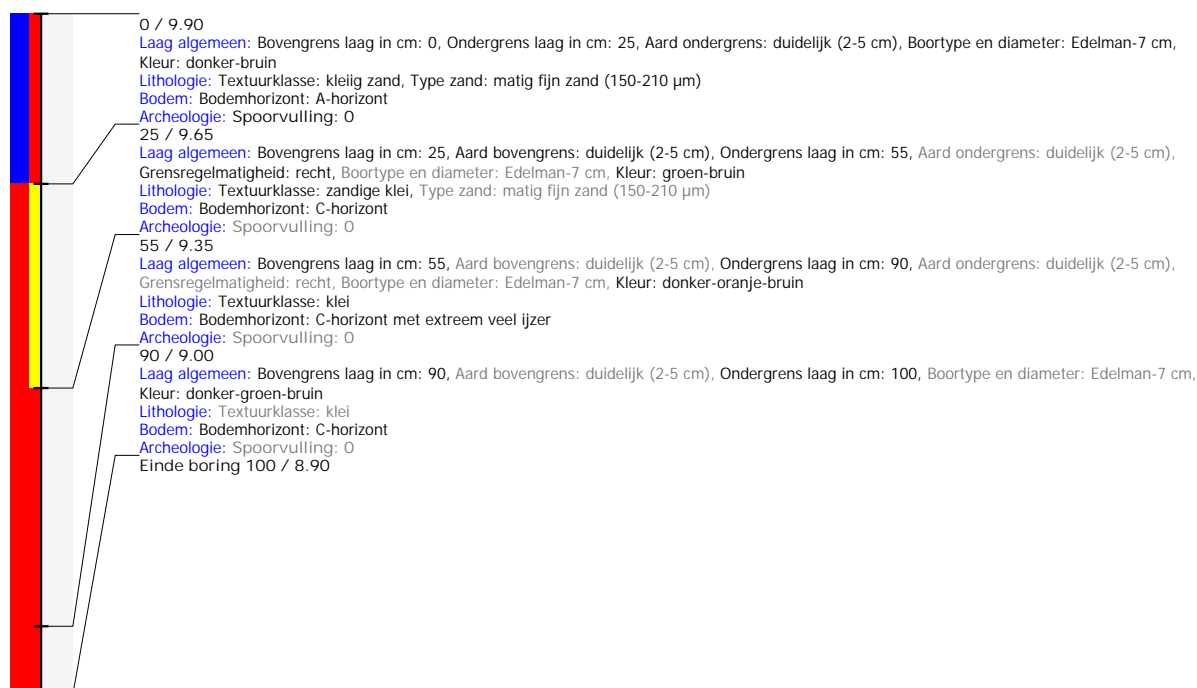 0 / 9.90
Laag algemeen: Bovengrens laag in cm: 0, Ondergrens laag in cm: 25, Aard ondergrens: duidelijk (2-5 cm), Boortype en diameter: Edelman-7 cm,
Kleur: donker-bruin
Lithologie: Textuurklasse: kleiig zand, Type zand: matig fijn zand (150-210 µm)
Bodem: Bodemhorizont: A-horizont
Archeologie: Spoorvulling: 0
25 / 9.65
Laag algemeen: Bovengrens laag in cm: 25, Aard bovengrens: duidelijk (2-5 cm), Ondergrens laag in cm: 55, Aard ondergrens: duidelijk (2-5 cm),
Grensregelmatigheid: recht, Boortype en diameter: Edelman-7 cm, Kleur: groen-bruin
Lithologie: Textuurklasse: zandige klei, Type zand: matig fijn zand (150-210 µm)
Bodem: Bodemhorizont: C-horizont
Archeologie: Spoorvulling: 0
55 / 9.35
Laag algemeen: Bovengrens laag in cm: 55, Aard bovengrens: duidelijk (2-5 cm), Ondergrens laag in cm: 90, Aard ondergrens: duidelijk (2-5 cm),
Grensregelmatigheid: recht, Boortype en diameter: Edelman-7 cm, Kleur: donker-oranje-bruin
Lithologie: Textuurklasse: klei
Bodem: Bodemhorizont: C-horizont met extreem veel ijzer
Archeologie: Spoorvulling: 0
90 / 9.00
Laag algemeen: Bovengrens laag in cm: 90, Aard bovengrens: duidelijk (2-5 cm), Ondergrens laag in cm: 100, Boortype en diameter: Edelman-7 cm,
Kleur: donker-groen-bruin
Lithologie: Textuurklasse: klei
Bodem: Bodemhorizont: C-horizont
Archeologie: Spoorvulling: 0
Einde boring 100 / 8.90